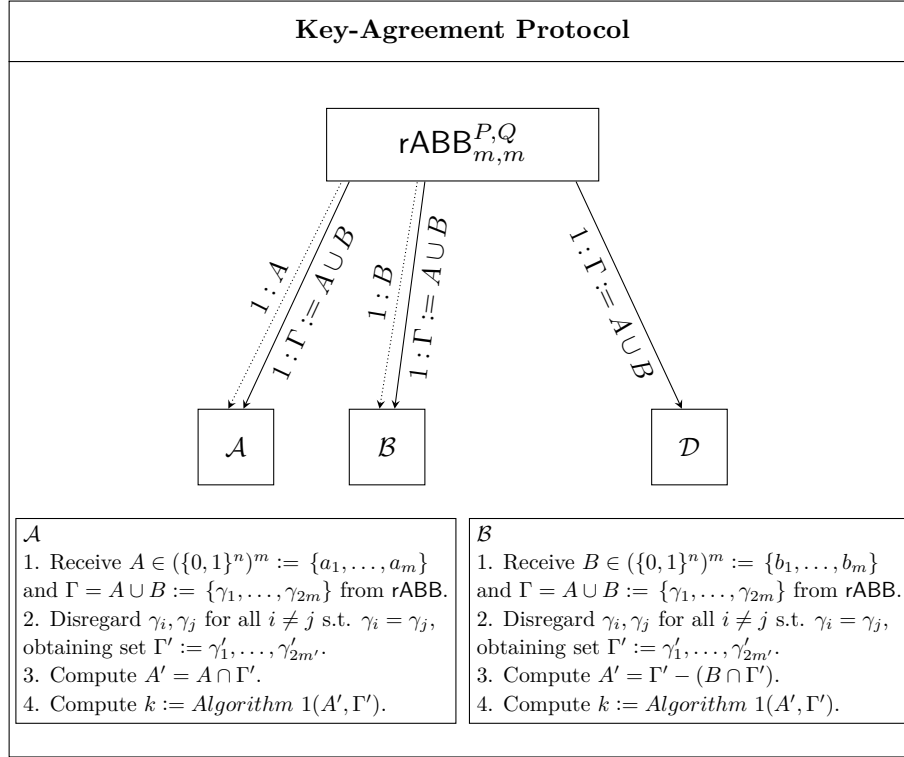 Key-Agreement Protocol
rABB^{P,Q}_{m,m}
1 : A
1 : Γ := A ∪ B
1 : B
1 : Γ := A ∪ B
1 : Γ := A ∪ B
𝒜
ℬ
𝒟
𝒜
1. Receive A ∈ ({0, 1}^n)^m := {a_1, . . . , a_m}
and Γ = A ∪ B := {γ_1, . . . , γ_{2m}} from rABB.
2. Disregard γ_i, γ_j for all i ≠ j s.t. γ_i = γ_j,
obtaining set Γ′ := γ′_1, . . . , γ′_{2m′}.
3. Compute A′ = A ∩ Γ′.
4. Compute k := Algorithm 1(A′, Γ′).
ℬ
1. Receive B ∈ ({0, 1}^n)^m := {b_1, . . . , b_m}
and Γ = A ∪ B := {γ_1, . . . , γ_{2m}} from rABB.
2. Disregard γ_i, γ_j for all i ≠ j s.t. γ_i = γ_j,
obtaining set Γ′ := γ′_1, . . . , γ′_{2m′}.
3. Compute A′ = Γ′ − (B ∩ Γ′).
4. Compute k := Algorithm 1(A′, Γ′).